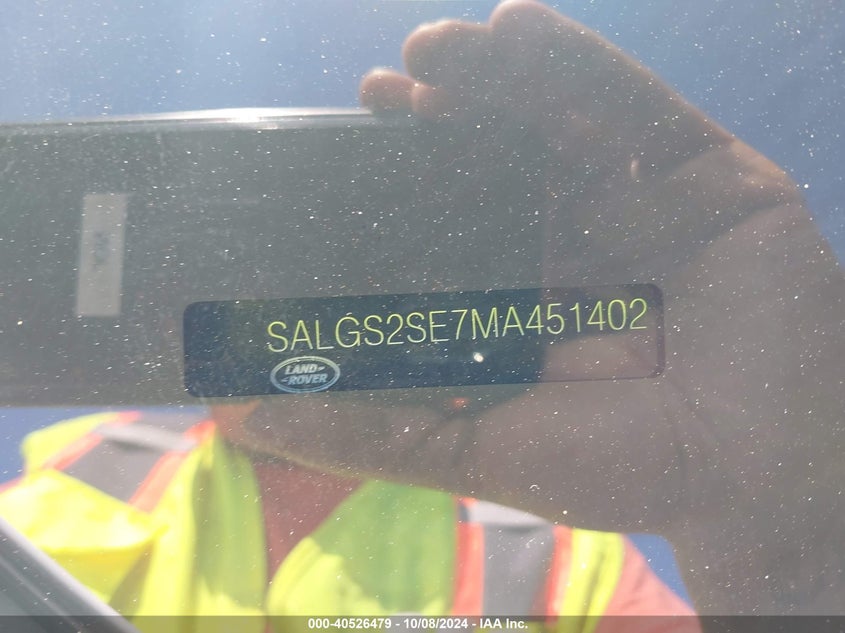 SALGS2SE7MA451402
LAND-
-ROVER
000-40526479 - 10/08/2024 - IAA Inc.